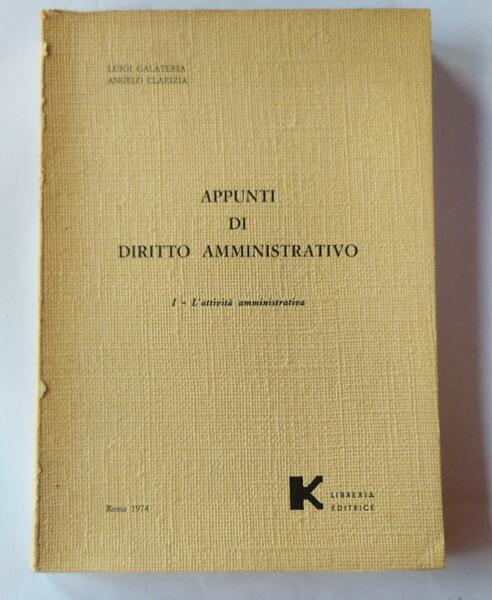 LUIGI GALATERIA
ANGELO CLARIZIA
APPUNTI
DI
DIRITTO AMMINISTRATIVO
I - L'attività amministrativa
Roma 1974
K LIBRERIA
EDITRICE